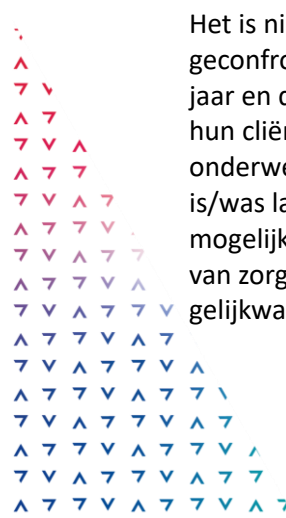 Het is ni
geconfro
jaar en d
hun cliën
onderwe
is/was la
mogelijk
van zorg
gelijkwa